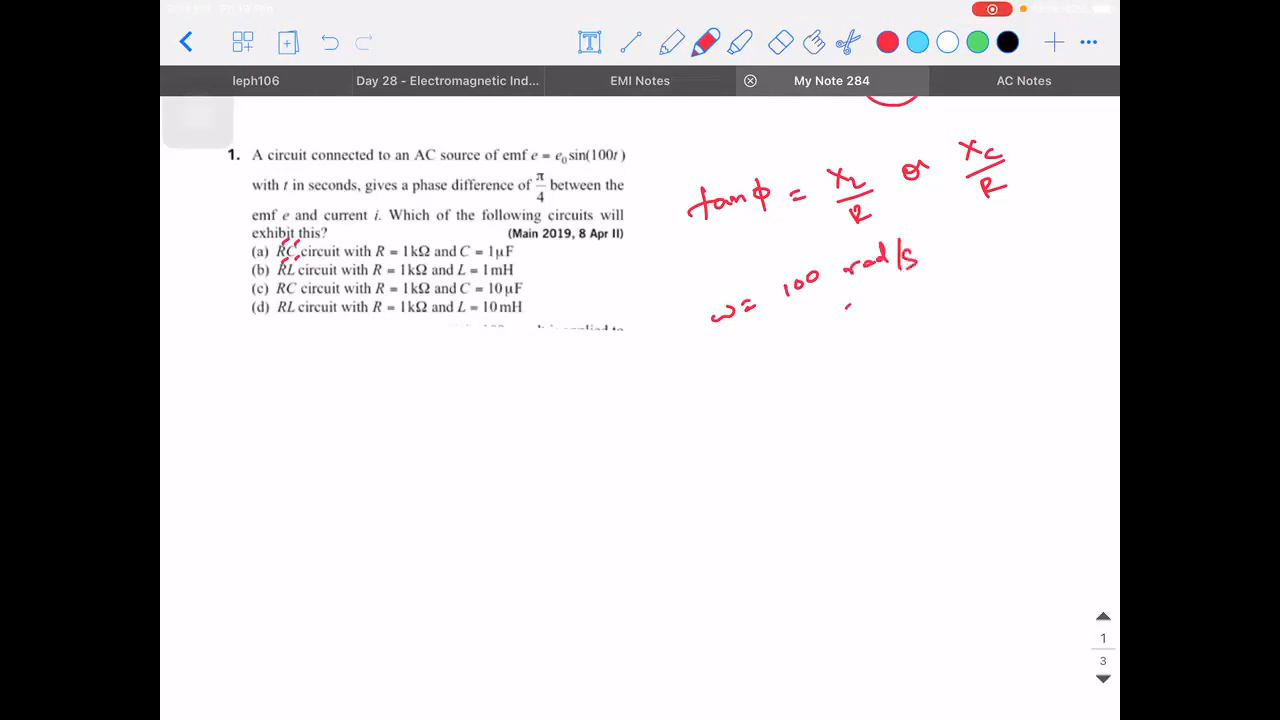 leph106
Day 28 - Electromagnetic Ind...
EMI Notes
My Note 284
AC Notes
1. A circuit connected to an AC source of emf e = e₀ sin(100t)
with t in seconds, gives a phase difference of π/4 between the
emf e and current i. Which of the following circuits will
exhibit this? (Main 2019, 8 Apr II)
(a) RC circuit with R = 1kΩ and C = 1μF
(b) RL circuit with R = 1kΩ and L = 1mH
(c) RC circuit with R = 1kΩ and C = 10μF
(d) RL circuit with R = 1kΩ and L = 10mH
tan ϕ = X_L/R or X_C/R
ω = 100 rad/s
1
3